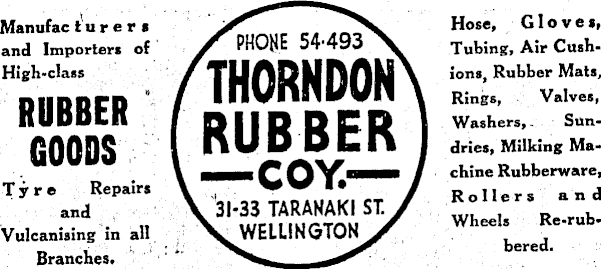 Manufacturers
and Importers of
High-class
RUBBER
GOODS
Tyre Repairs
and
Vulcanising in all
Branches.
PHONE 54-493
THORNDON
RUBBER
COY.
31-33 TARANAKI ST.
WELLINGTON
Hose, Gloves,
Tubing, Air Cush-
ions, Rubber Mats,
Rings, Valves,
Washers, Sun-
dries, Milking Ma-
chine Rubberware,
Rollers and
Wheels Re-rub-
bered.